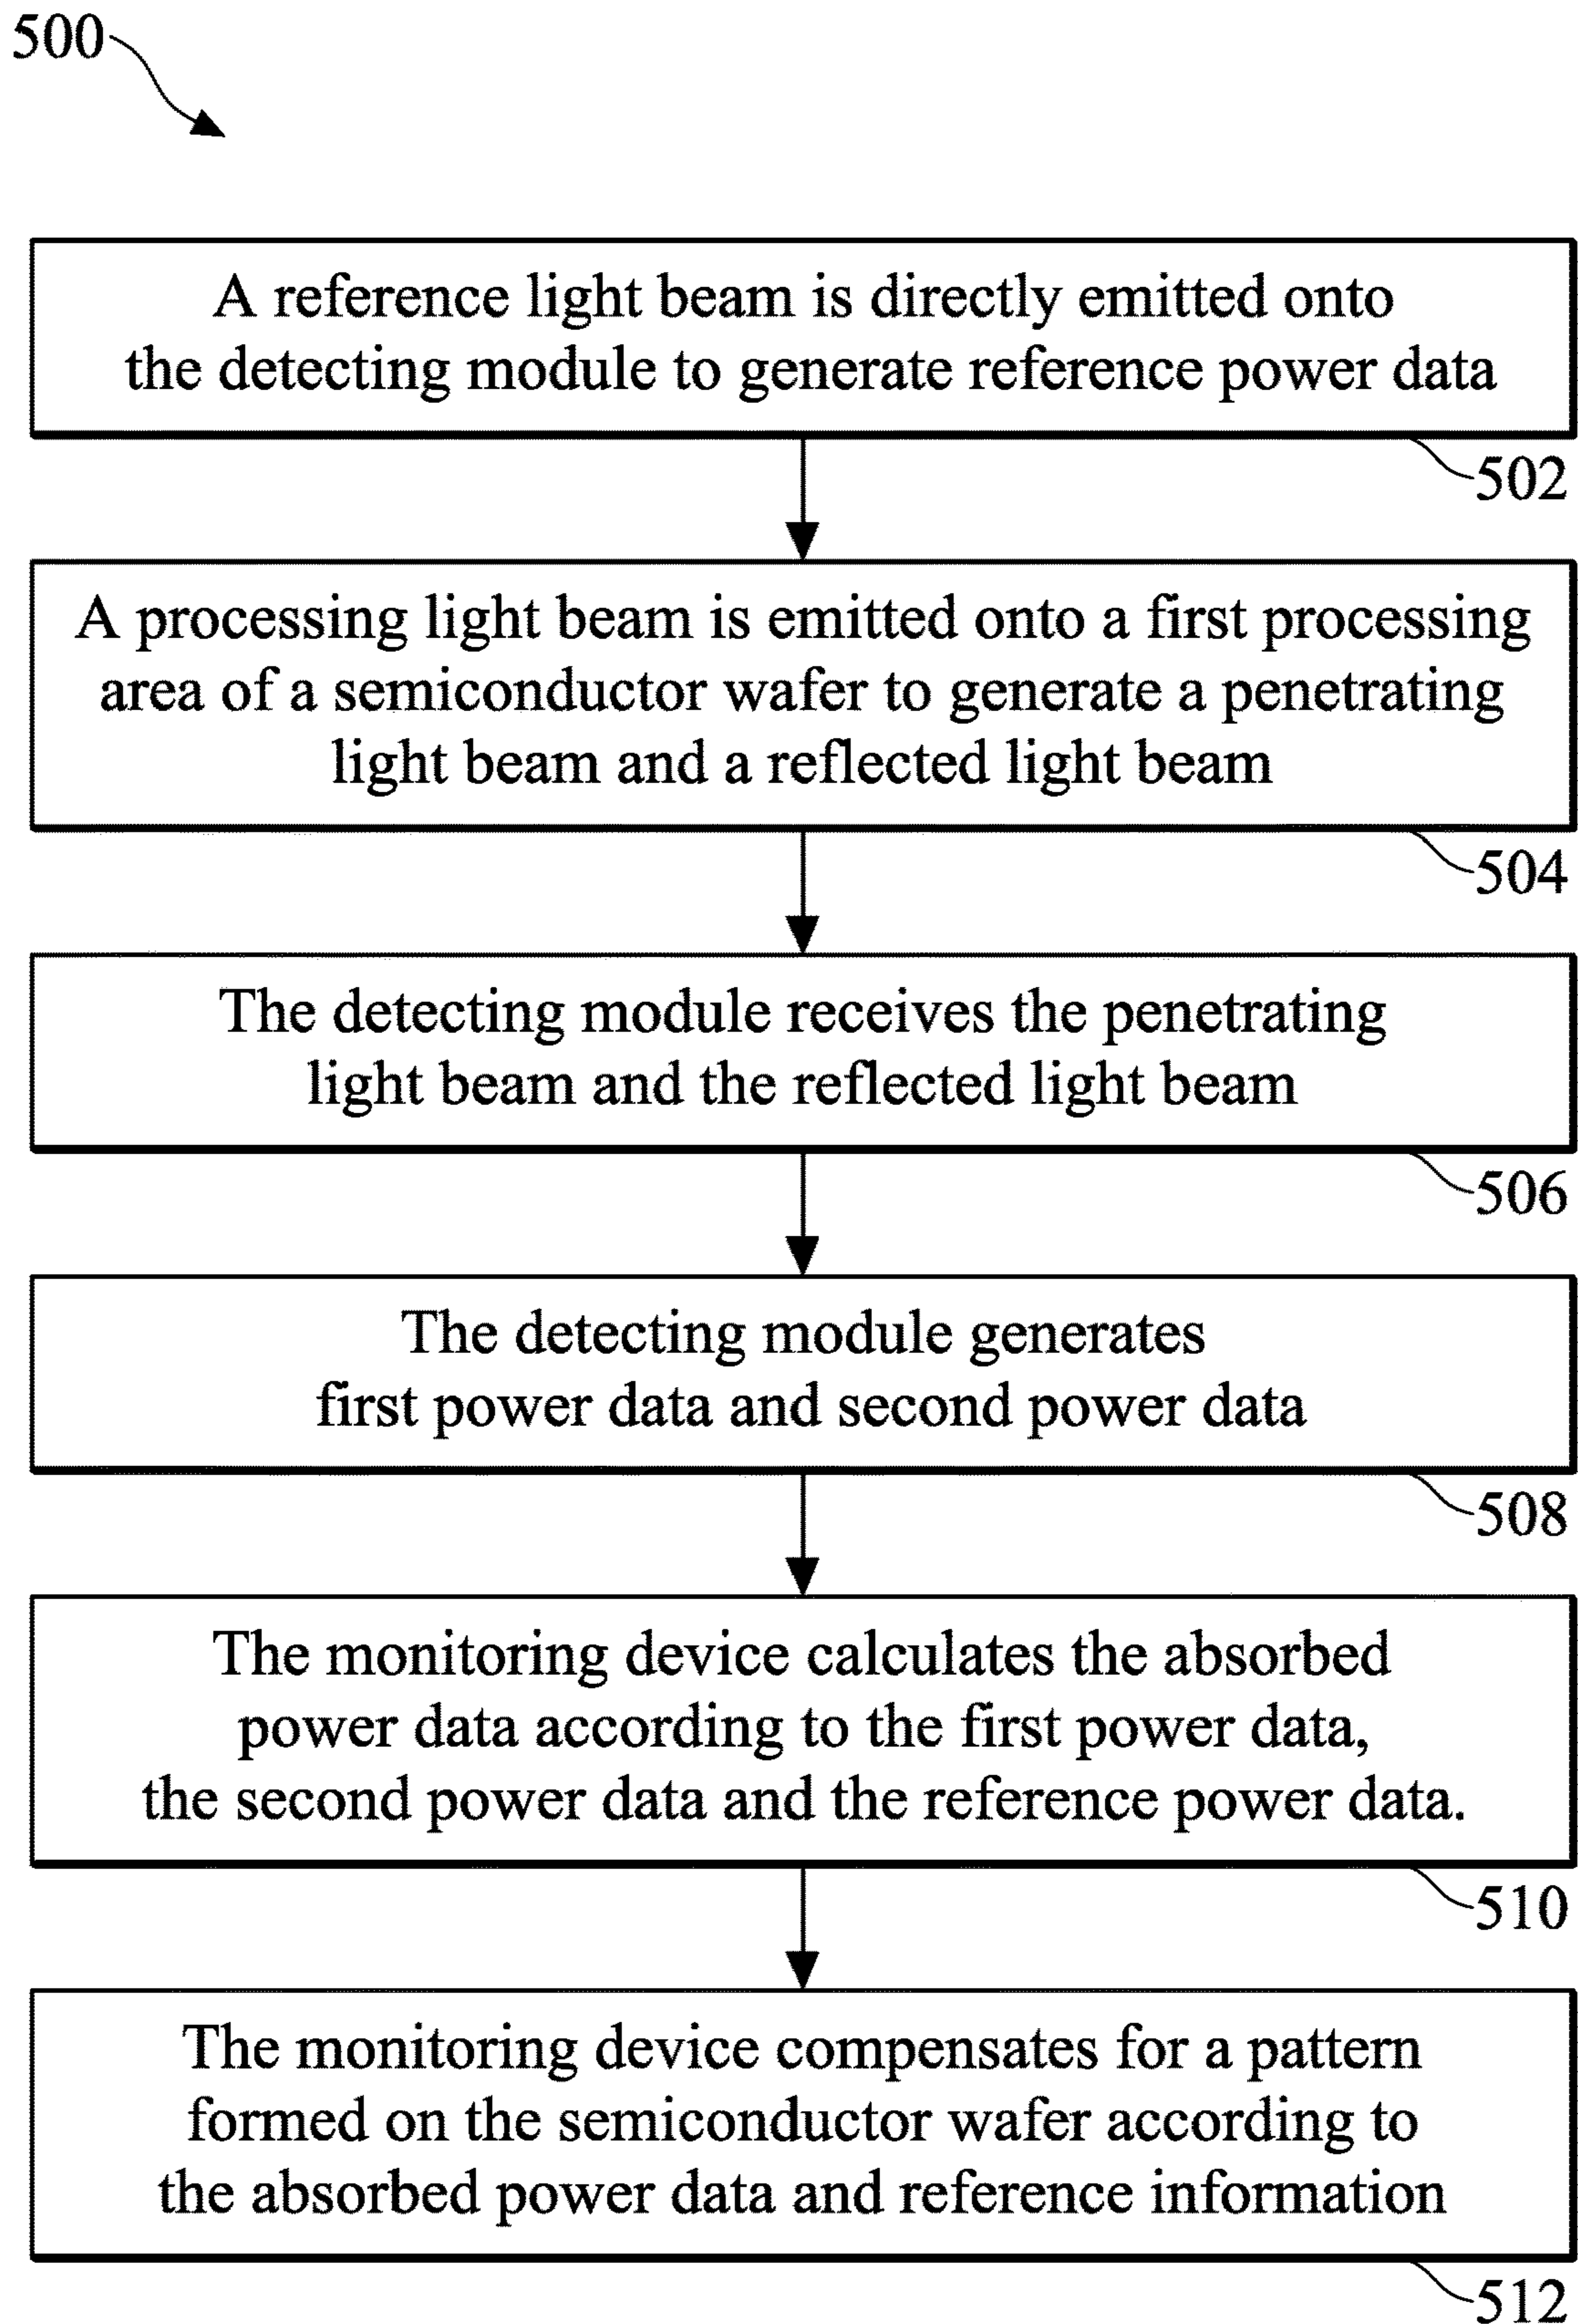 500
A reference light beam is directly emitted onto
the detecting module to generate reference power data
502
A processing light beam is emitted onto a first processing
area of a semiconductor wafer to generate a penetrating
light beam and a reflected light beam
504
The detecting module receives the penetrating
light beam and the reflected light beam
506
The detecting module generates
first power data and second power data
508
The monitoring device calculates the absorbed
power data according to the first power data,
the second power data and the reference power data.
510
The monitoring device compensates for a pattern
formed on the semiconductor wafer according to
the absorbed power data and reference information
512